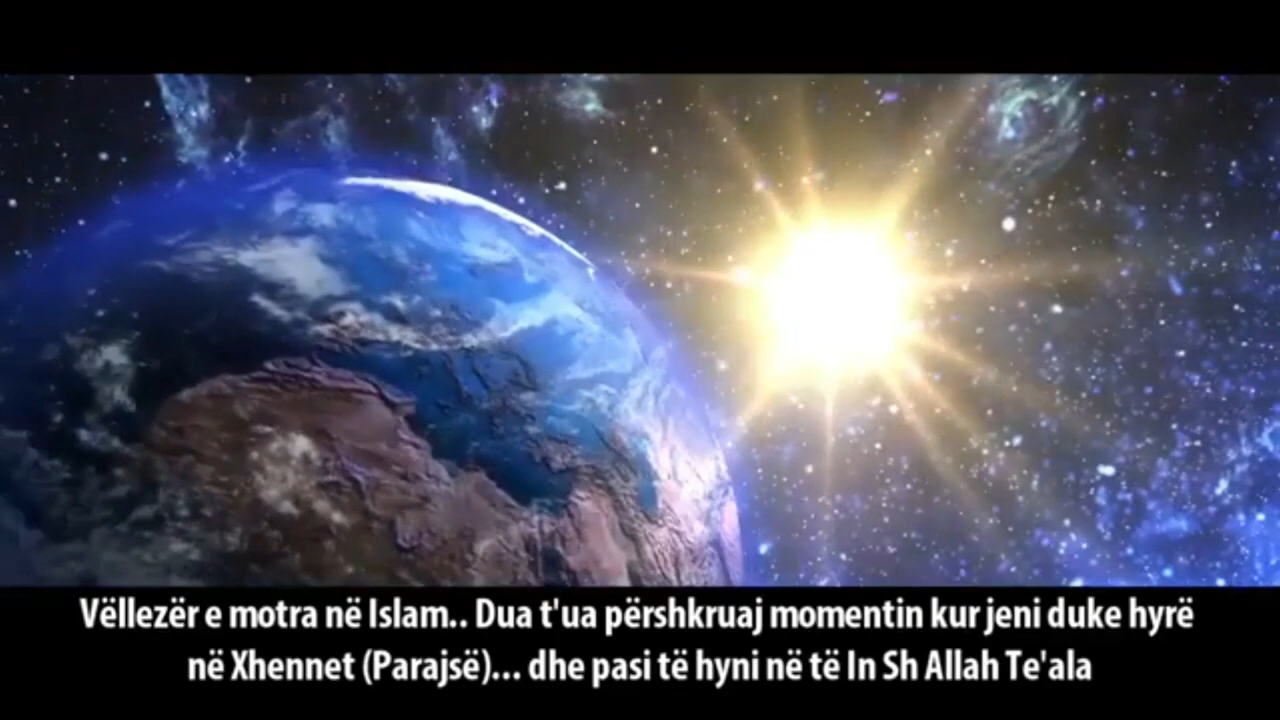 Vëllezër e motra në Islam.. Dua t'ua përshkruaj momentin kur jeni duke hyrë
në Xhennet (Parajsë)... dhe pasi të hyni në të In Sh Allah Te'ala